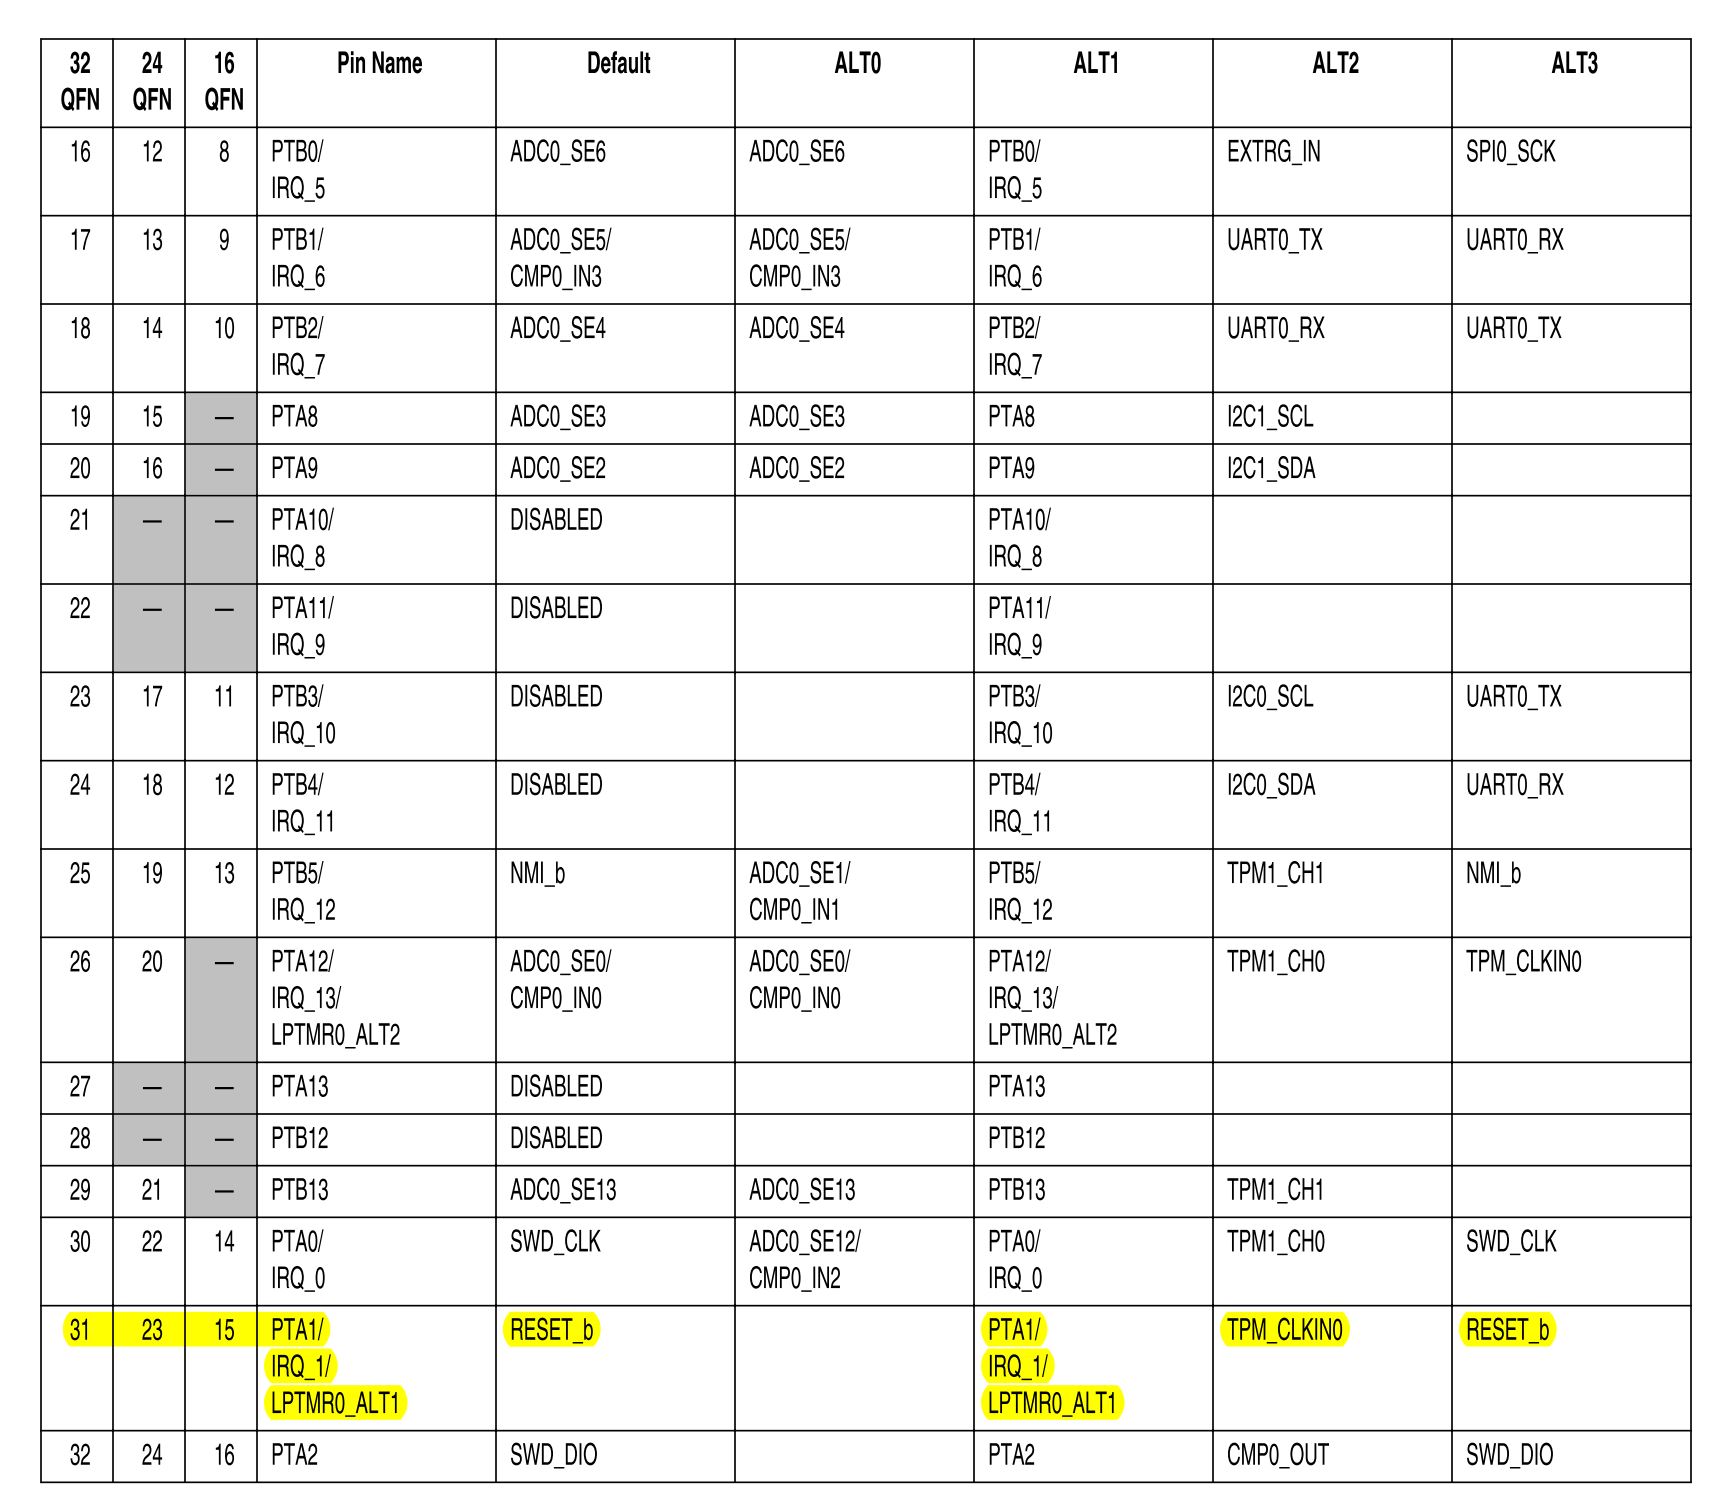 32 QFN | 24 QFN | 16 QFN | Pin Name | Default | ALT0 | ALT1 | ALT2 | ALT3
16 | 12 | 8 | PTB0/ IRQ_5 | ADC0_SE6 | ADC0_SE6 | PTB0/ IRQ_5 | EXTRG_IN | SPI0_SCK
17 | 13 | 9 | PTB1/ IRQ_6 | ADC0_SE5/ CMP0_IN3 | ADC0_SE5/ CMP0_IN3 | PTB1/ IRQ_6 | UART0_TX | UART0_RX
18 | 14 | 10 | PTB2/ IRQ_7 | ADC0_SE4 | ADC0_SE4 | PTB2/ IRQ_7 | UART0_RX | UART0_TX
19 | 15 | — | PTA8 | ADC0_SE3 | ADC0_SE3 | PTA8 | I2C1_SCL |
20 | 16 | — | PTA9 | ADC0_SE2 | ADC0_SE2 | PTA9 | I2C1_SDA |
21 | — | — | PTA10/ IRQ_8 | DISABLED | | PTA10/ IRQ_8 | |
22 | — | — | PTA11/ IRQ_9 | DISABLED | | PTA11/ IRQ_9 | |
23 | 17 | 11 | PTB3/ IRQ_10 | DISABLED | | PTB3/ IRQ_10 | I2C0_SCL | UART0_TX
24 | 18 | 12 | PTB4/ IRQ_11 | DISABLED | | PTB4/ IRQ_11 | I2C0_SDA | UART0_RX
25 | 19 | 13 | PTB5/ IRQ_12 | NMI_b | ADC0_SE1/ CMP0_IN1 | PTB5/ IRQ_12 | TPM1_CH1 | NMI_b
26 | 20 | — | PTA12/ IRQ_13/ LPTMR0_ALT2 | ADC0_SE0/ CMP0_IN0 | ADC0_SE0/ CMP0_IN0 | PTA12/ IRQ_13/ LPTMR0_ALT2 | TPM1_CH0 | TPM_CLKIN0
27 | — | — | PTA13 | DISABLED | | PTA13 | |
28 | — | — | PTB12 | DISABLED | | PTB12 | |
29 | 21 | — | PTB13 | ADC0_SE13 | ADC0_SE13 | PTB13 | TPM1_CH1 |
30 | 22 | 14 | PTA0/ IRQ_0 | SWD_CLK | ADC0_SE12/ CMP0_IN2 | PTA0/ IRQ_0 | TPM1_CH0 | SWD_CLK
31 | 23 | 15 | PTA1/ IRQ_1/ LPTMR0_ALT1 | RESET_b | | PTA1/ IRQ_1/ LPTMR0_ALT1 | TPM_CLKIN0 | RESET_b
32 | 24 | 16 | PTA2 | SWD_DIO | | PTA2 | CMP0_OUT | SWD_DIO